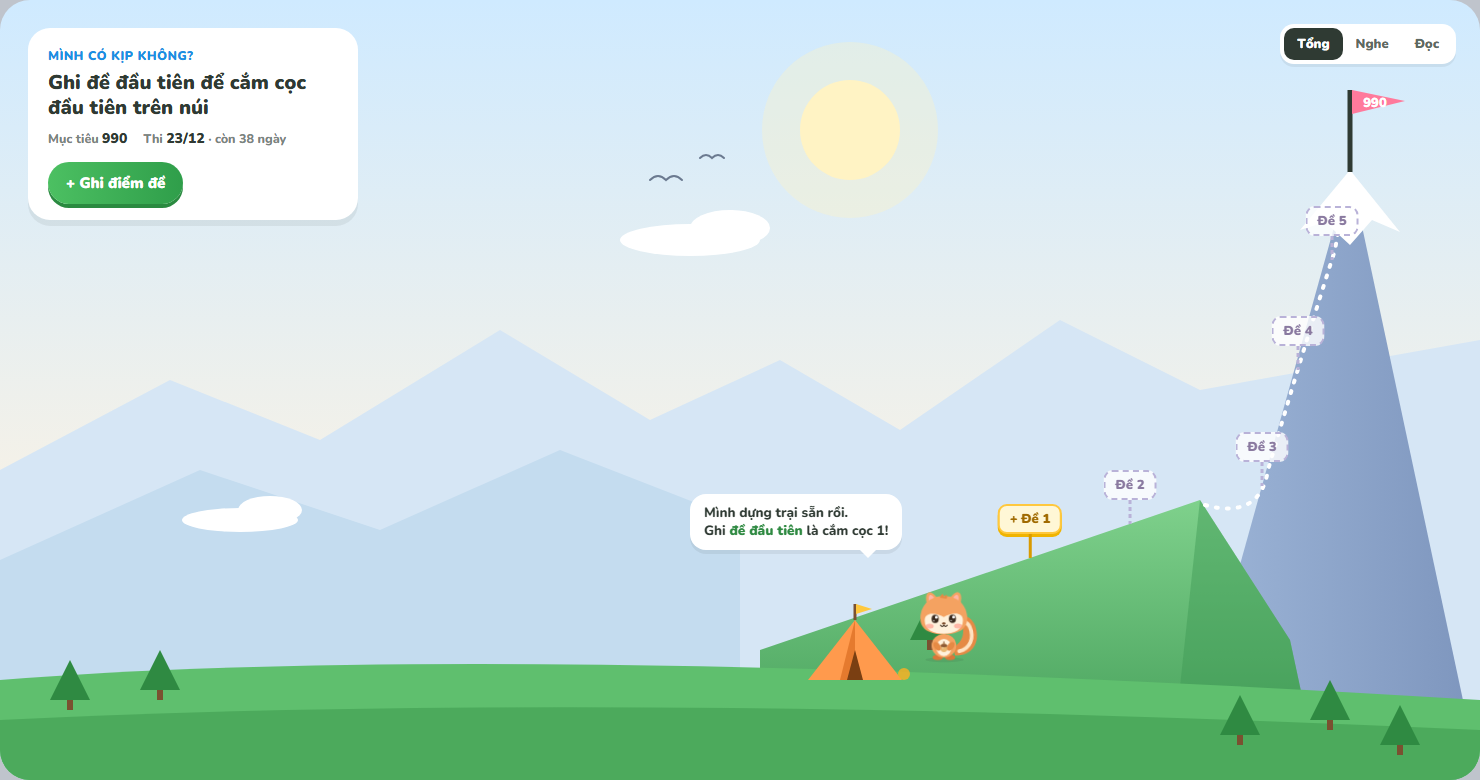 MÌNH CÓ KỊP KHÔNG?
Ghi đề đầu tiên để cắm cọc
đầu tiên trên núi
Mục tiêu 990 Thi 23/12 · còn 38 ngày
+ Ghi điểm đề
Tổng Nghe Đọc
990
Đề 5
Đề 4
Đề 3
Đề 2
+ Đề 1
Mình dựng trại sẵn rồi.
Ghi đề đầu tiên là cắm cọc 1!